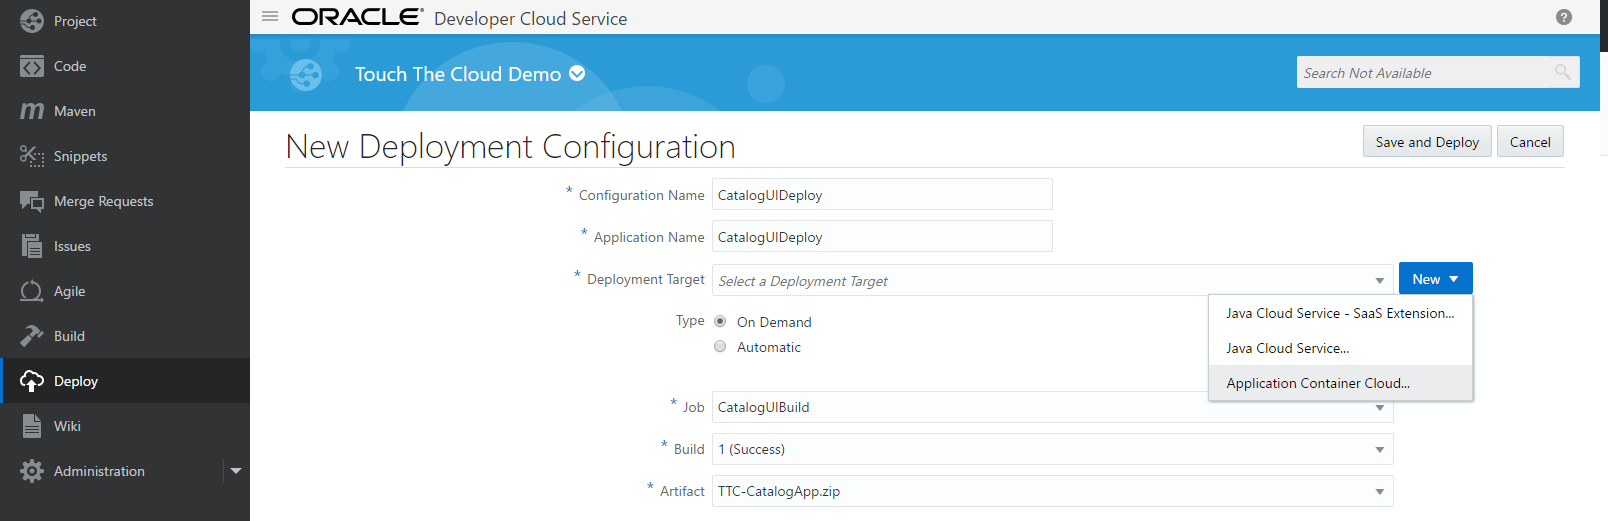 Project
Code
Maven
Snippets
Merge Requests
Issues
Agile
Build
Deploy
Wiki
Administration
ORACLE Developer Cloud Service
Touch The Cloud Demo
Search Not Available
New Deployment Configuration
Save and Deploy
Cancel
* Configuration Name CatalogUIDeploy
* Application Name CatalogUIDeploy
* Deployment Target Select a Deployment Target New
Java Cloud Service - SaaS Extension...
Java Cloud Service...
Application Container Cloud...
Type On Demand
Automatic
* Job CatalogUIBuild
* Build 1 (Success)
* Artifact TTC-CatalogApp.zip